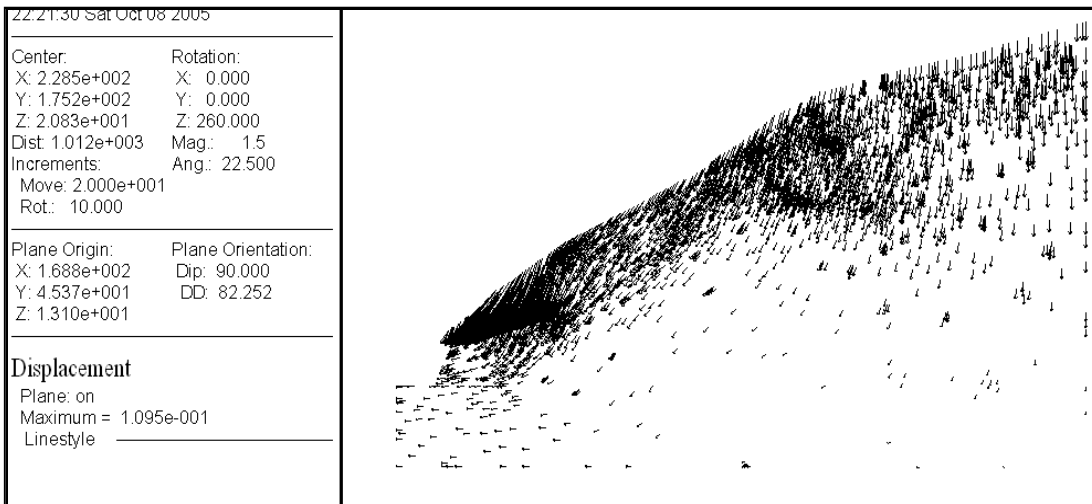 22:21:30 Sat Oct 08 2005
Center: Rotation:
X: 2.285e+002 X: 0.000
Y: 1.752e+002 Y: 0.000
Z: 2.083e+001 Z: 260.000
Dist: 1.012e+003 Mag.: 1.5
Increments: Ang.: 22.500
Move: 2.000e+001
Rot.: 10.000
Plane Origin: Plane Orientation:
X: 1.688e+002 Dip: 90.000
Y: 4.537e+001 DD: 82.252
Z: 1.310e+001
Displacement
Plane: on
Maximum = 1.095e-001
Linestyle